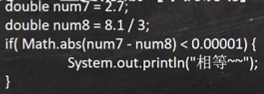 double num7 = 2.7;
double num8 = 8.1 / 3;
if( Math.abs(num7 - num8) < 0.00001) {
System.out.println("相等~~");
}